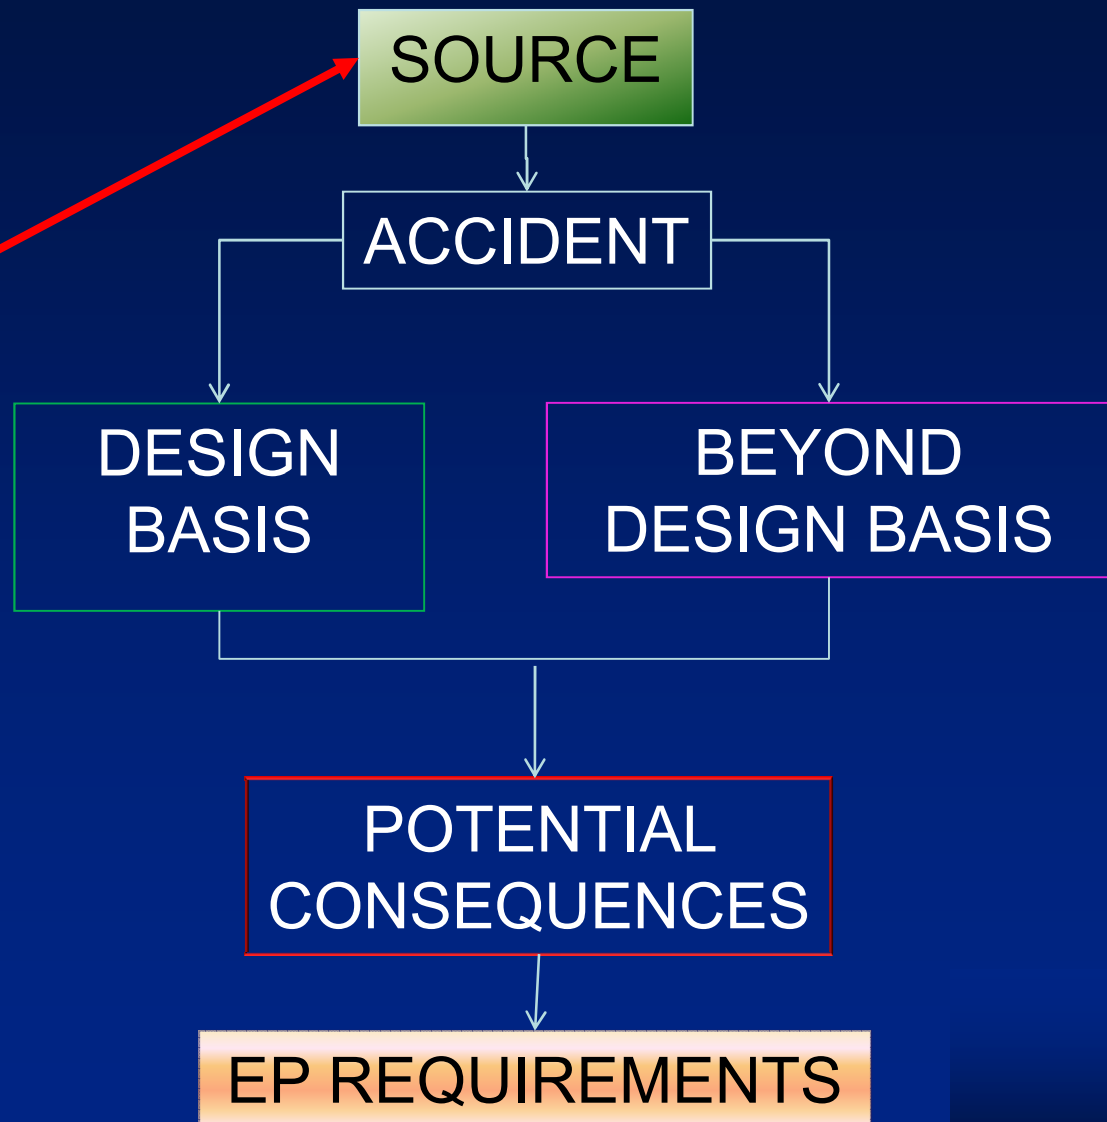 SOURCE
ACCIDENT
DESIGN
BASIS
BEYOND
DESIGN BASIS
POTENTIAL
CONSEQUENCES
EP REQUIREMENTS